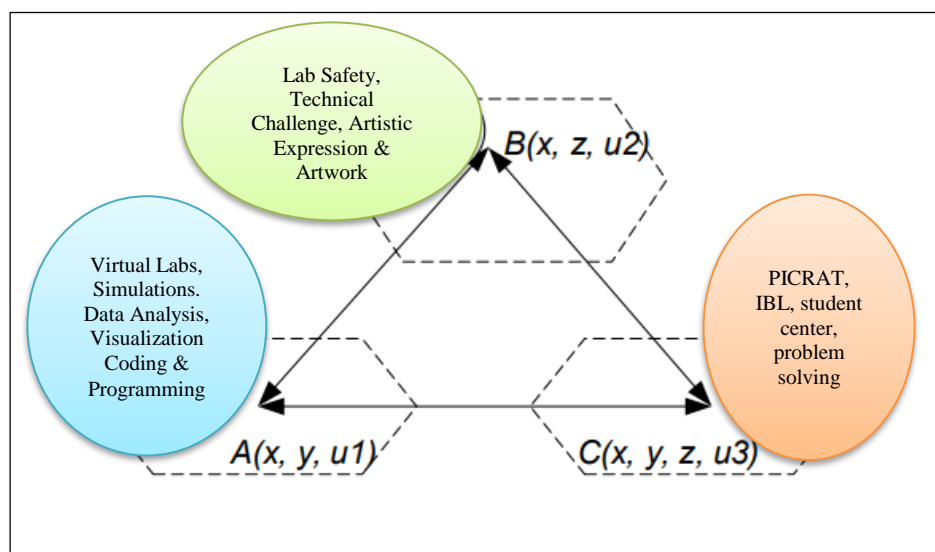 Lab Safety,
Technical
Challenge, Artistic
Expression &
Artwork
B(x, z, u2)
Virtual Labs,
Simulations.
Data Analysis,
Visualization
Coding &
Programming
PICRAT,
IBL, student
center,
problem
solving
A(x, y, u1)
C(x, y, z, u3)